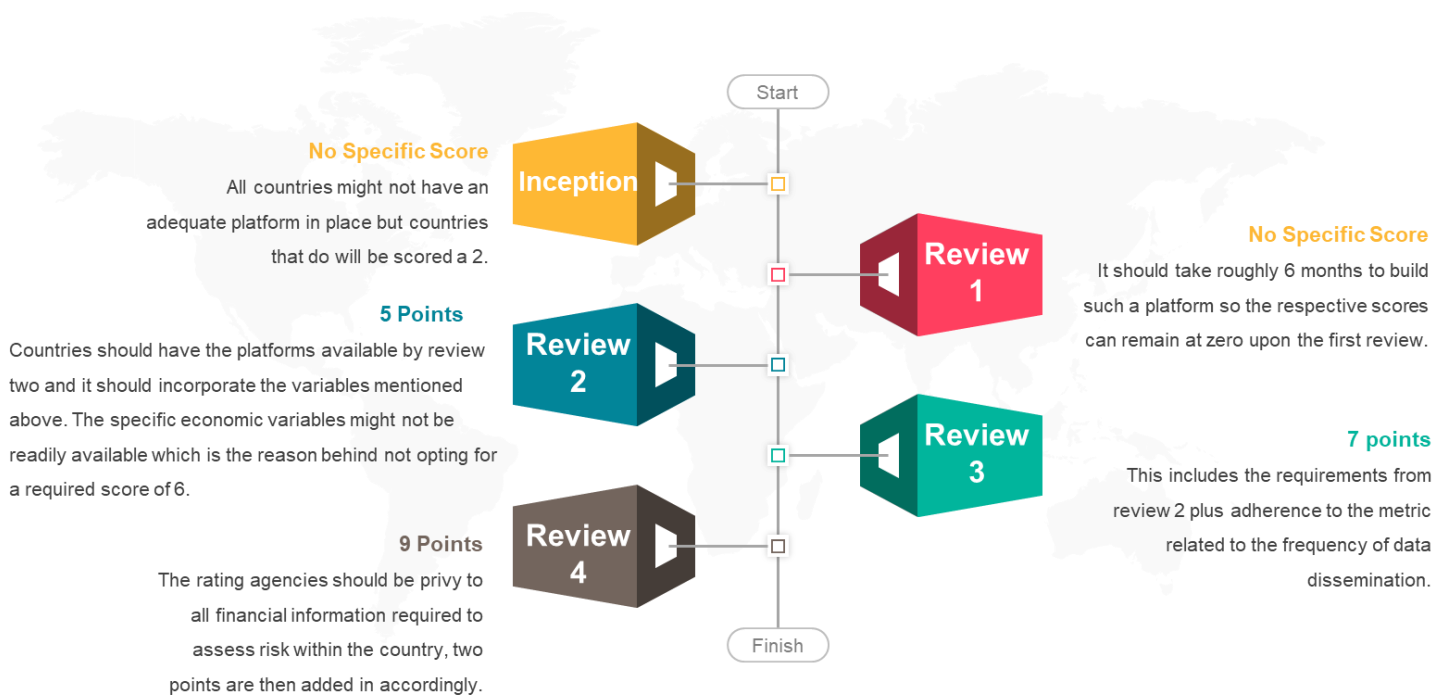 Start
No Specific Score
All countries might not have an
adequate platform in place but countries
that do will be scored a 2.
Inception
Review
1
No Specific Score
It should take roughly 6 months to build
such a platform so the respective scores
can remain at zero upon the first review.
5 Points
Countries should have the platforms available by review
two and it should incorporate the variables mentioned
above. The specific economic variables might not be
readily available which is the reason behind not opting for
a required score of 6.
Review
2
Review
3
7 points
This includes the requirements from
review 2 plus adherence to the metric
related to the frequency of data
dissemination.
9 Points
The rating agencies should be privy to
all financial information required to
assess risk within the country, two
points are then added in accordingly.
Review
4
Finish